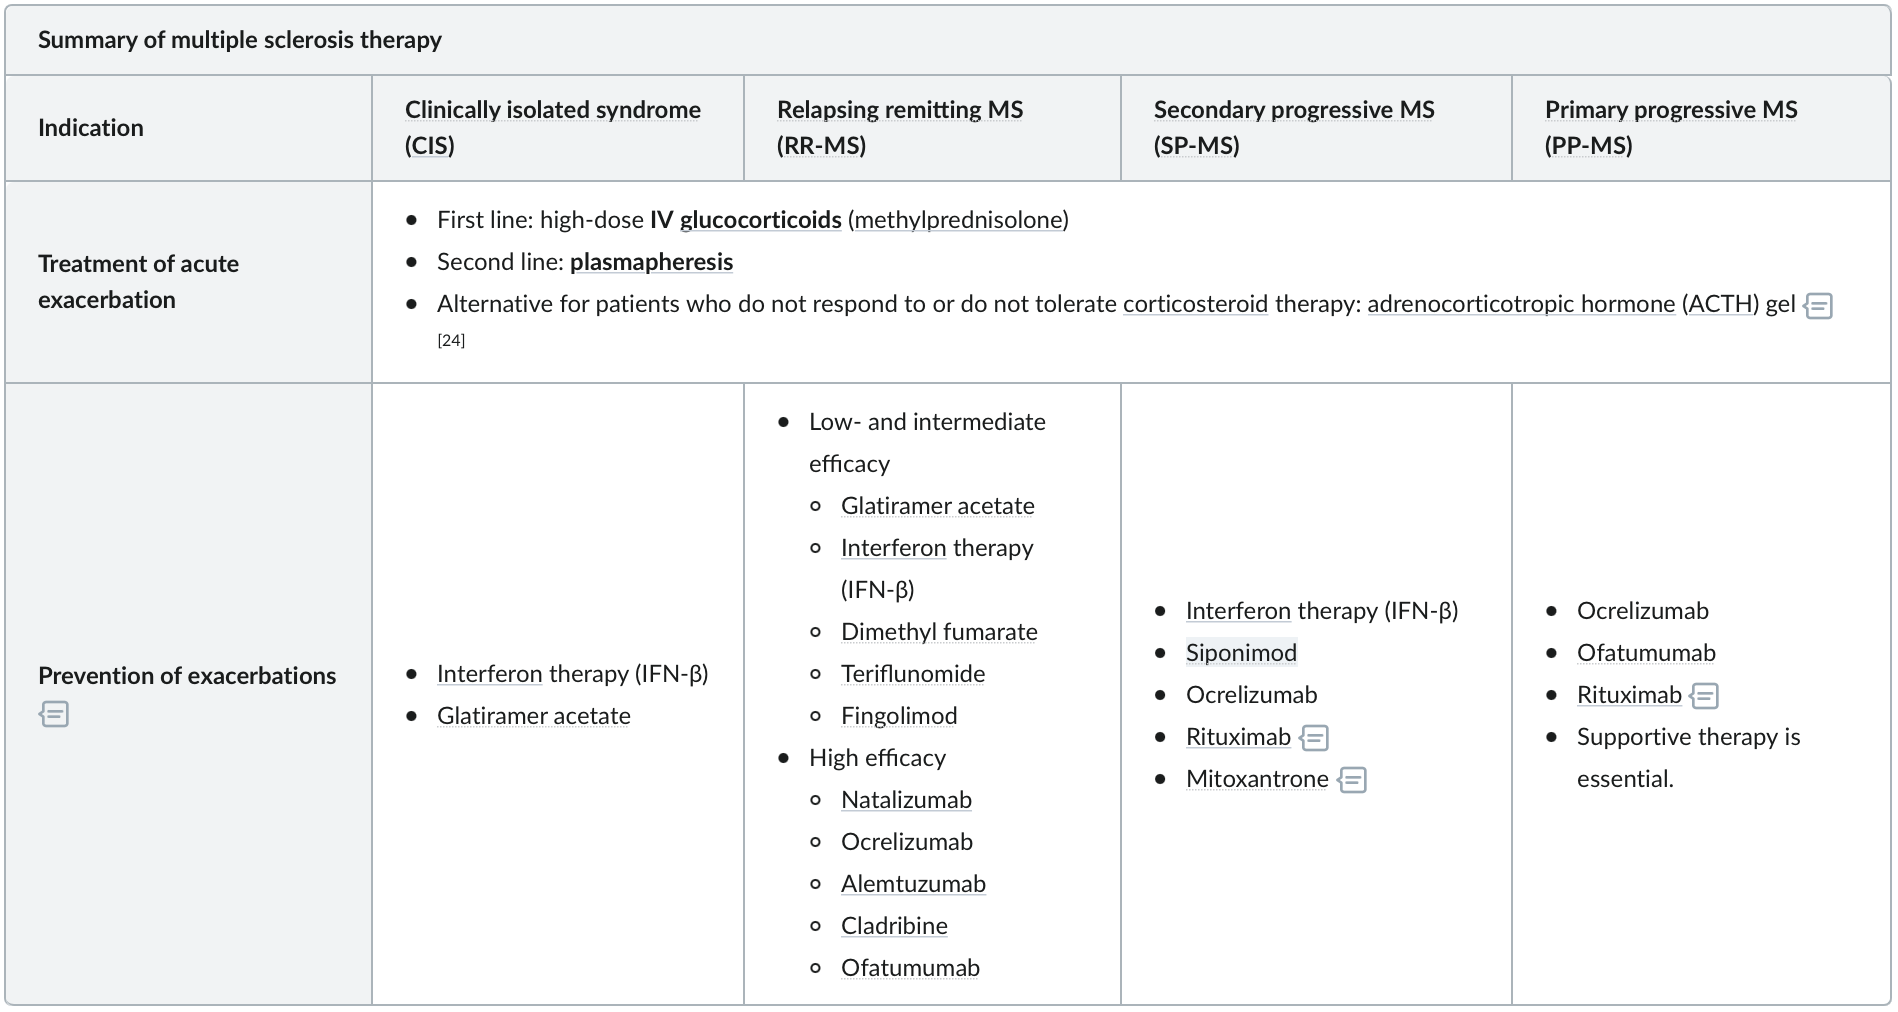 Summary of multiple sclerosis therapy
Indication
Clinically isolated syndrome
(CIS)
Relapsing remitting MS
(RR-MS)
Secondary progressive MS
(SP-MS)
Primary progressive MS
(PP-MS)
Treatment of acute
exacerbation
• First line: high-dose IV glucocorticoids (methylprednisolone)
• Second line: plasmapheresis
• Alternative for patients who do not respond to or do not tolerate corticosteroid therapy: adrenocorticotropic hormone (ACTH) gel
[24]
Prevention of exacerbations
• Interferon therapy (IFN-β)
• Glatiramer acetate
• Low- and intermediate
efficacy
○ Glatiramer acetate
○ Interferon therapy
(IFN-β)
○ Dimethyl fumarate
○ Teriflunomide
○ Fingolimod
• High efficacy
○ Natalizumab
○ Ocrelizumab
○ Alemtuzumab
○ Cladribine
○ Ofatumumab
• Interferon therapy (IFN-β)
• Siponimod
• Ocrelizumab
• Rituximab
• Mitoxantrone
• Ocrelizumab
• Ofatumumab
• Rituximab
• Supportive therapy is
essential.